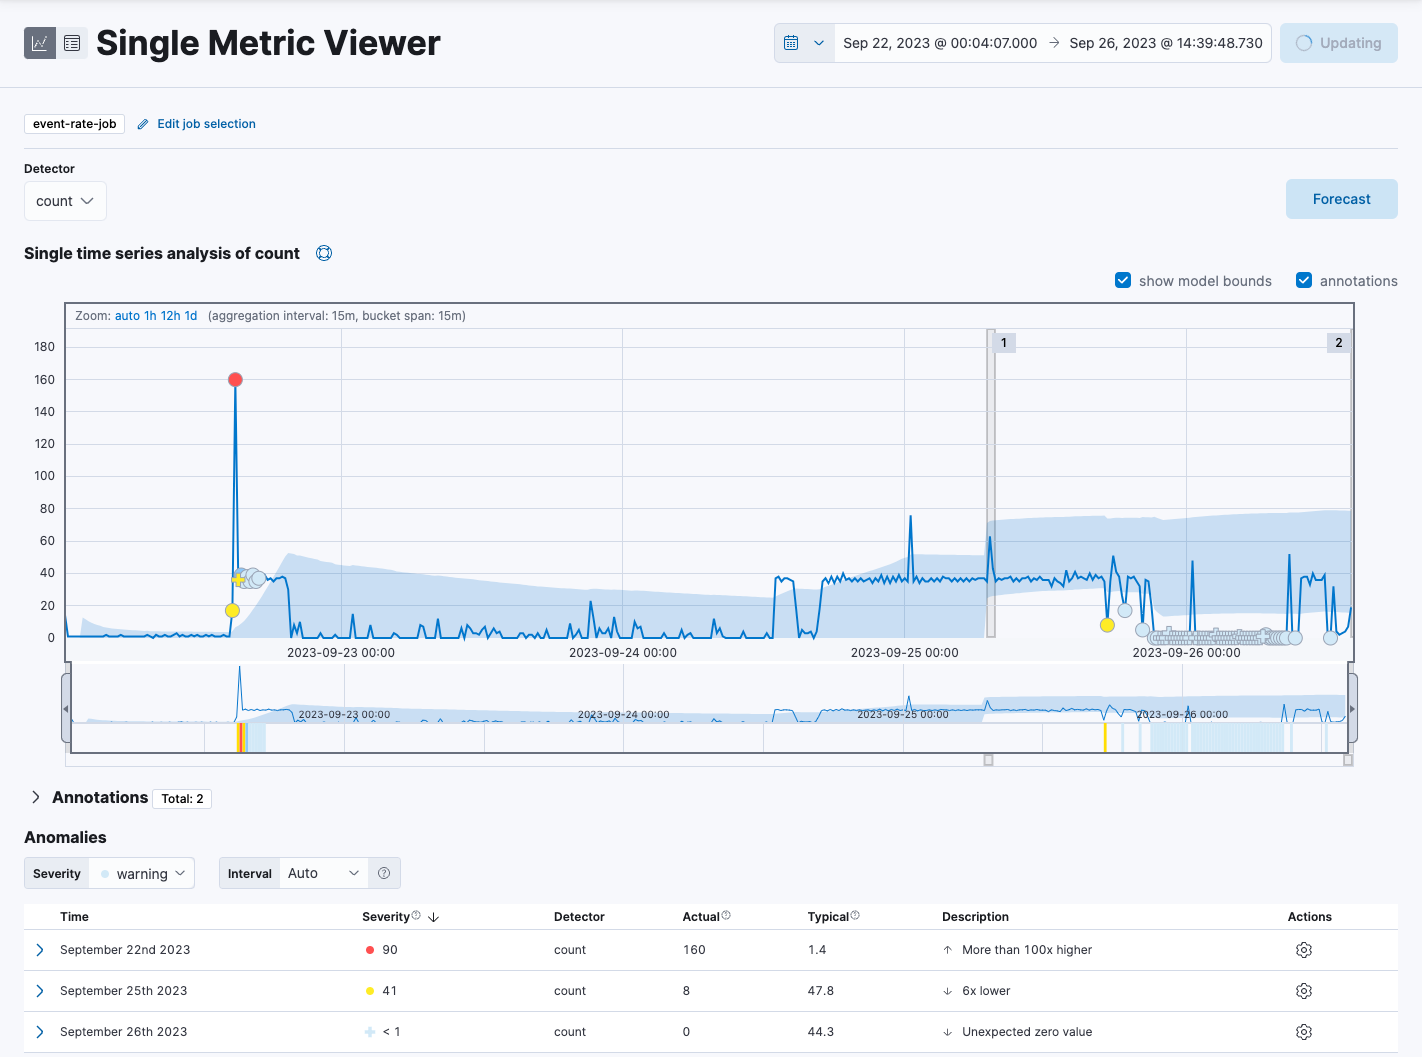 Single Metric Viewer
Sep 22, 2023 @ 00:04:07.000 → Sep 26, 2023 @ 14:39:48.730
Updating
event-rate-job
Edit job selection
Detector
count
Forecast
Single time series analysis of count
show model bounds
annotations
Zoom: auto 1h 12h 1d (aggregation interval: 15m, bucket span: 15m)
1
2
180
160
140
120
100
80
60
40
20
0
2023-09-23 00:00
2023-09-24 00:00
2023-09-25 00:00
2023-09-26 00:00
2023-09-23 00:00
2023-09-24 00:00
2023-09-25 00:00
2023-09-26 00:00
Annotations Total: 2
Anomalies
Severity warning
Interval Auto
Time Severity Detector Actual Typical Description Actions
September 22nd 2023 90 count 160 1.4 ↑ More than 100x higher
September 25th 2023 41 count 8 47.8 ↓ 6x lower
September 26th 2023 < 1 count 0 44.3 ↓ Unexpected zero value